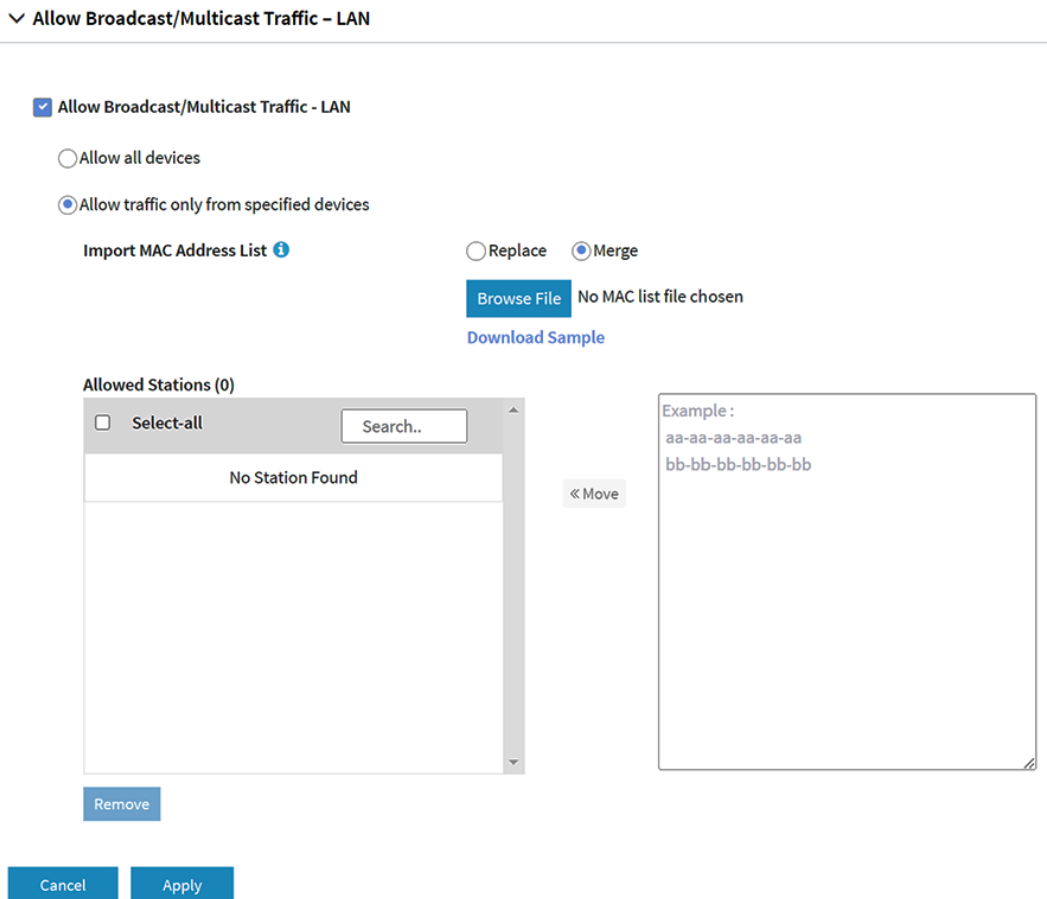 Allow Broadcast/Multicast Traffic – LAN
Allow Broadcast/Multicast Traffic - LAN
Allow all devices
Allow traffic only from specified devices
Import MAC Address List i Replace Merge
Browse File No MAC list file chosen
Download Sample
Allowed Stations (0)
Select-all Search..
No Station Found
« Move
Example :
aa-aa-aa-aa-aa-aa
bb-bb-bb-bb-bb-bb
Remove
Cancel Apply